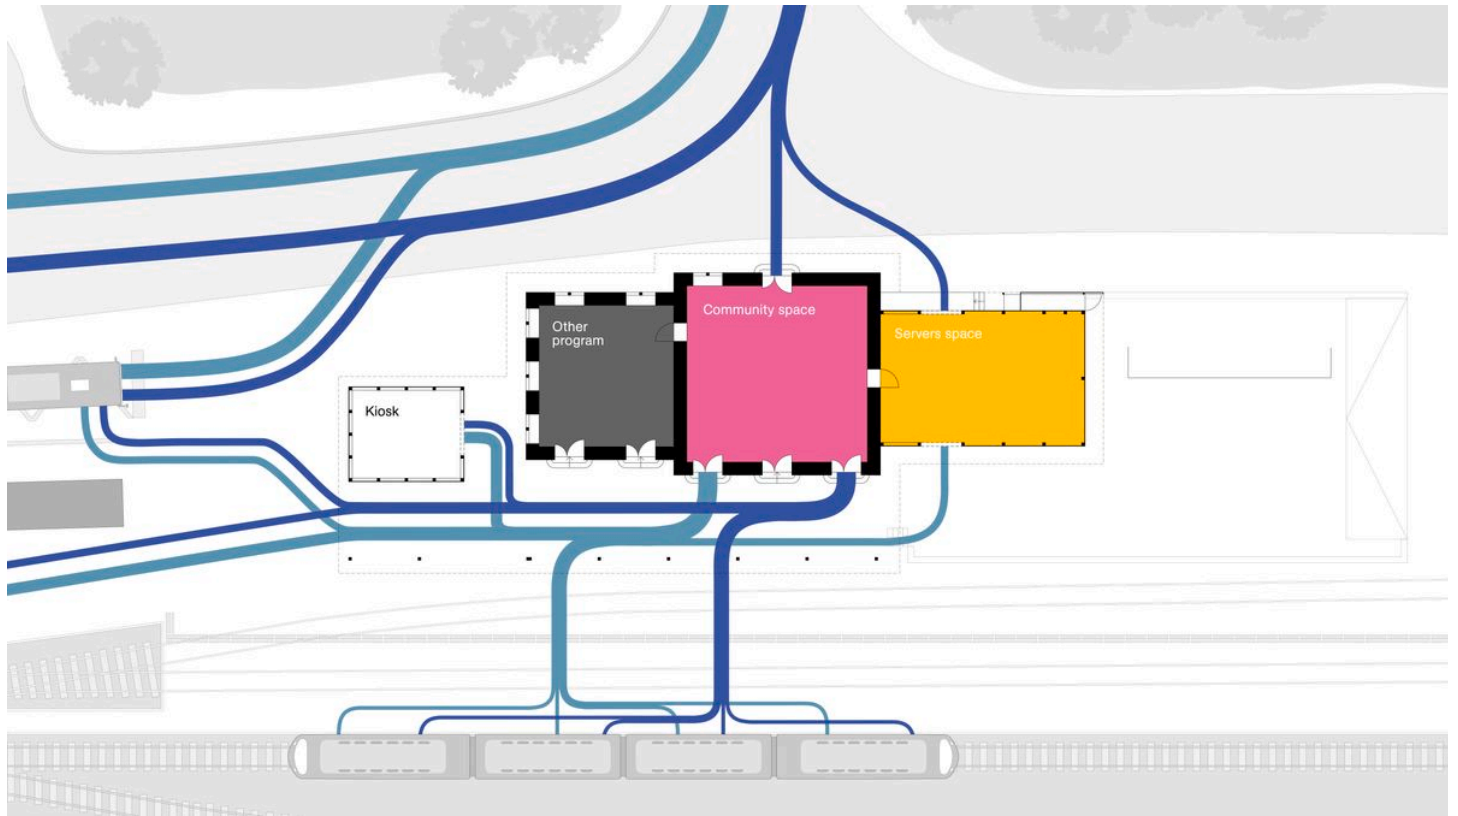 Community space
Other
program
Servers space
Kiosk